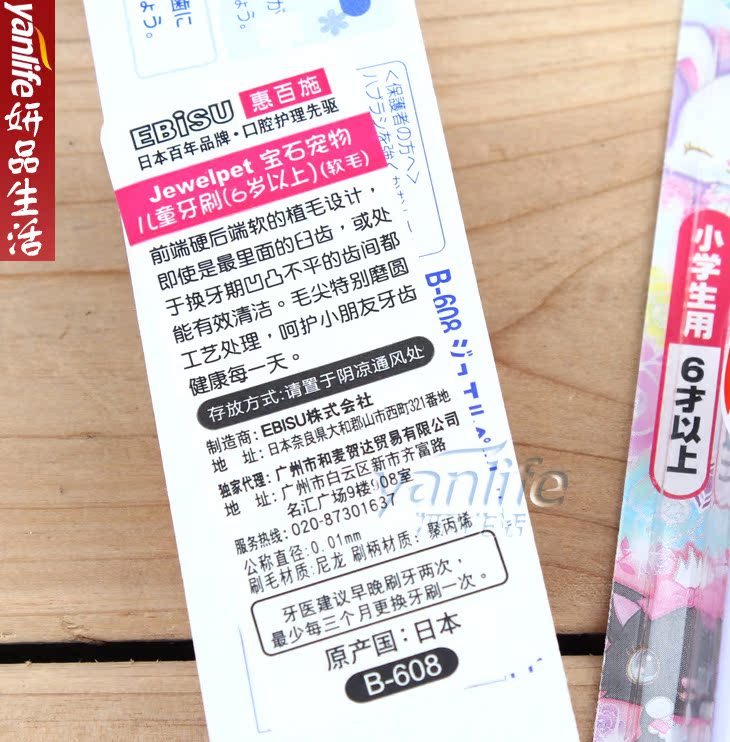 yanlife
妍品生活
EBiSU 惠百施
日本百年品牌·口腔护理先驱
Jewelpet 宝石宠物
儿童牙刷(6岁以上)(软毛)
前端硬后端软的植毛设计，
即使是最里面的臼齿，或处
于换牙期凹凸不平的齿间都
能有效清洁。毛尖特别磨圆
工艺处理，呵护小朋友牙齿
健康每一天。
存放方式:请置于阴凉通风处
制造商: EBISU株式会社
地 址: 日本奈良県大和郡山市西町321番地
独家代理: 广州市和麦贺达贸易有限公司
地 址: 广州市白云区新市齐富路
名汇广场9楼908室
服务热线: 020-87301637
公称直径: 0.01mm
刷毛材质:尼龙 刷柄材质: 聚丙烯
牙医建议早晚刷牙两次，
最少每三个月更换牙刷一次。
原产国:日本
B-608
<保護者の方へ>
B-608
yanlife
小学生用
6才以上